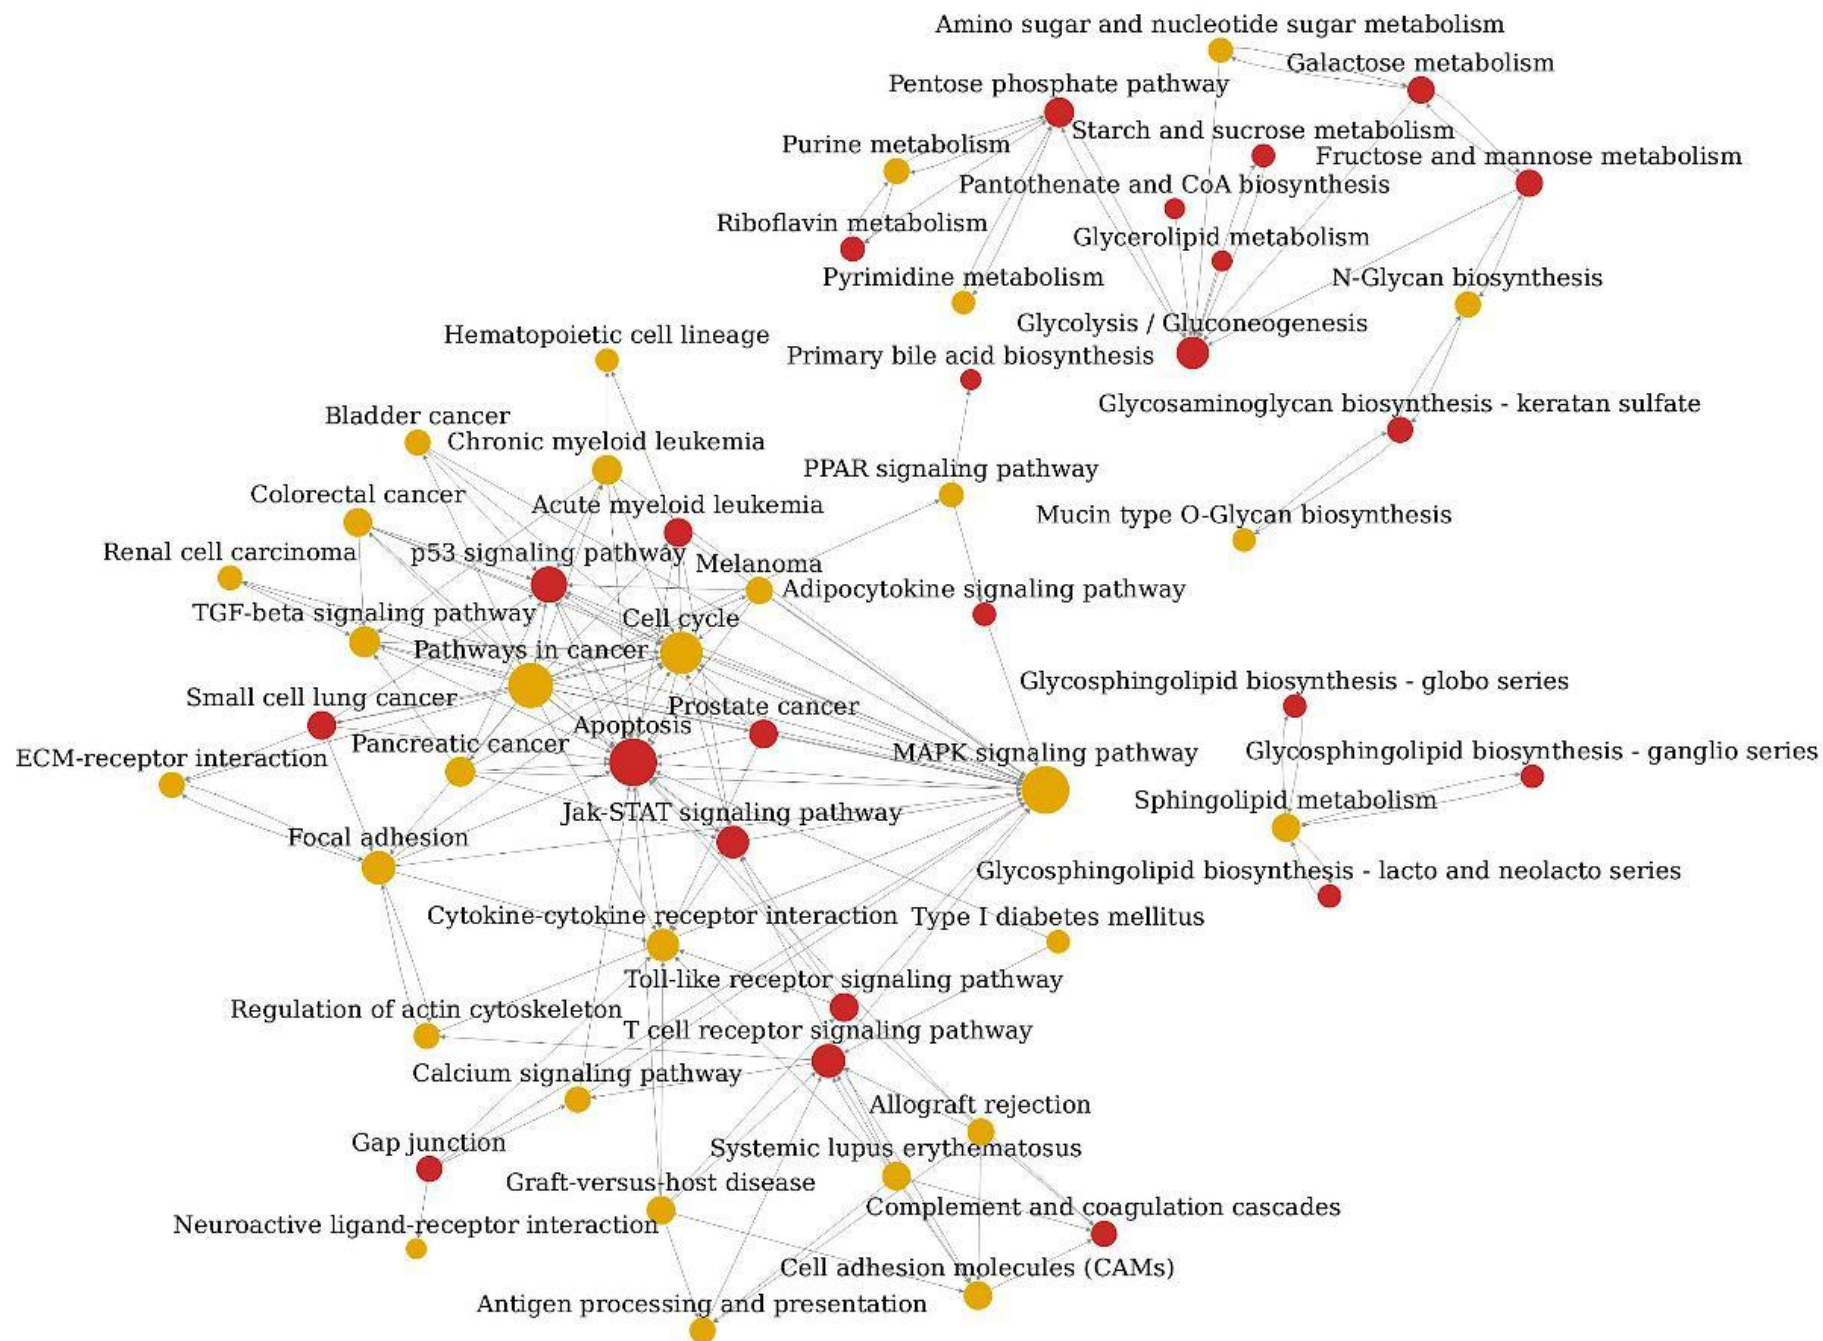 Amino sugar and nucleotide sugar metabolism
Galactose metabolism
Pentose phosphate pathway
Starch and sucrose metabolism
Purine metabolism
Fructose and mannose metabolism
Pantothenate and CoA biosynthesis
Riboflavin metabolism
Glycerolipid metabolism
Pyrimidine metabolism
N-Glycan biosynthesis
Glycolysis / Gluconeogenesis
Hematopoietic cell lineage
Primary bile acid biosynthesis
Glycosaminoglycan biosynthesis - keratan sulfate
Bladder cancer
Chronic myeloid leukemia
PPAR signaling pathway
Colorectal cancer
Acute myeloid leukemia
Mucin type O-Glycan biosynthesis
Renal cell carcinoma
p53 signaling pathway
Melanoma
Adipocytokine signaling pathway
TGF-beta signaling pathway
Cell cycle
Pathways in cancer
Glycosphingolipid biosynthesis - globo series
Small cell lung cancer
Prostate cancer
Apoptosis
Pancreatic cancer
MAPK signaling pathway
Glycosphingolipid biosynthesis - ganglio series
ECM-receptor interaction
Sphingolipid metabolism
Jak-STAT signaling pathway
Focal adhesion
Glycosphingolipid biosynthesis - lacto and neolacto series
Cytokine-cytokine receptor interaction
Type I diabetes mellitus
Toll-like receptor signaling pathway
Regulation of actin cytoskeleton
T cell receptor signaling pathway
Calcium signaling pathway
Allograft rejection
Gap junction
Systemic lupus erythematosus
Graft-versus-host disease
Complement and coagulation cascades
Neuroactive ligand-receptor interaction
Cell adhesion molecules (CAMs)
Antigen processing and presentation